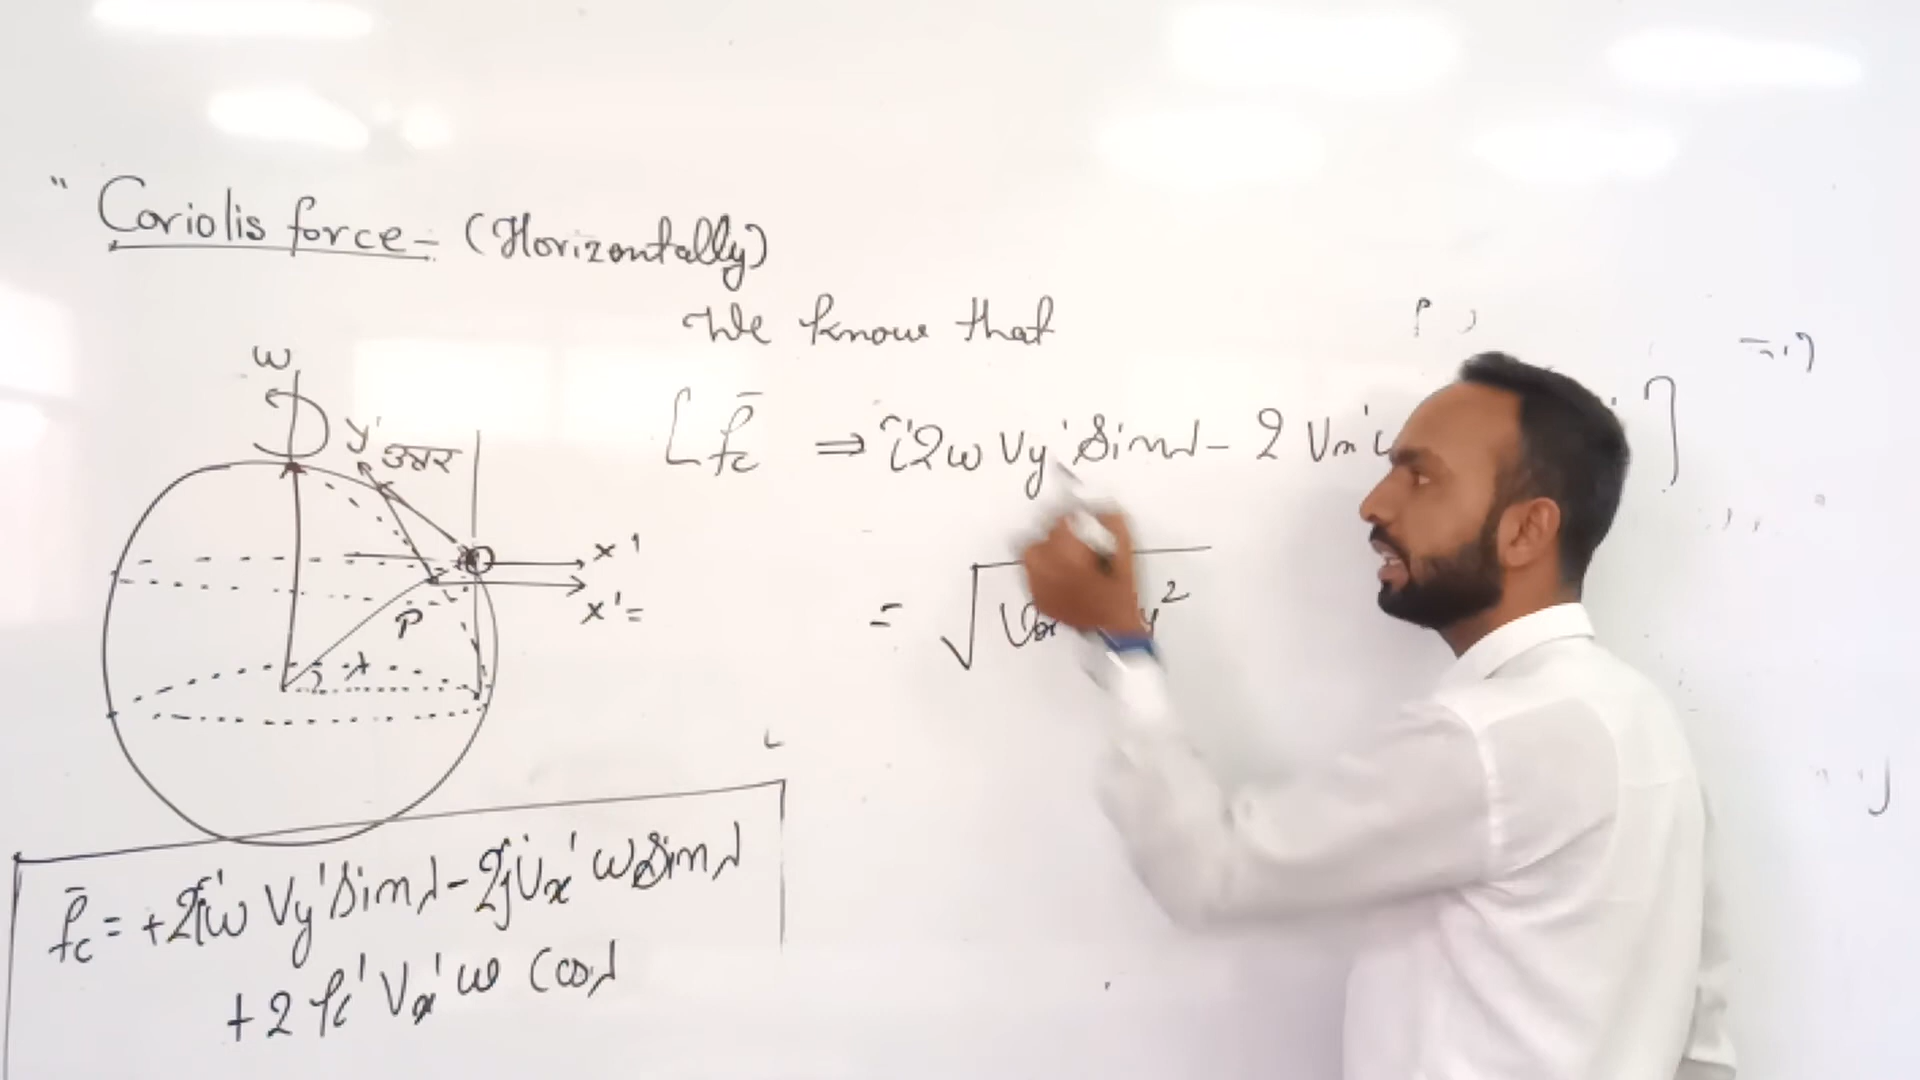 " Coriolis force - (Horizontally)
We know that
[f̄c ⇒ î'2ω Vy' Sinλ - 2 Vx' ]
= √ Vx y²
ω
y'
उत्तर
x'
x' =
P
λ
f̄c = +2î'ω Vy' Sinλ - 2ĵ' Vx' ω Sinλ
+ 2 k̂' Vx' ω Cosλ